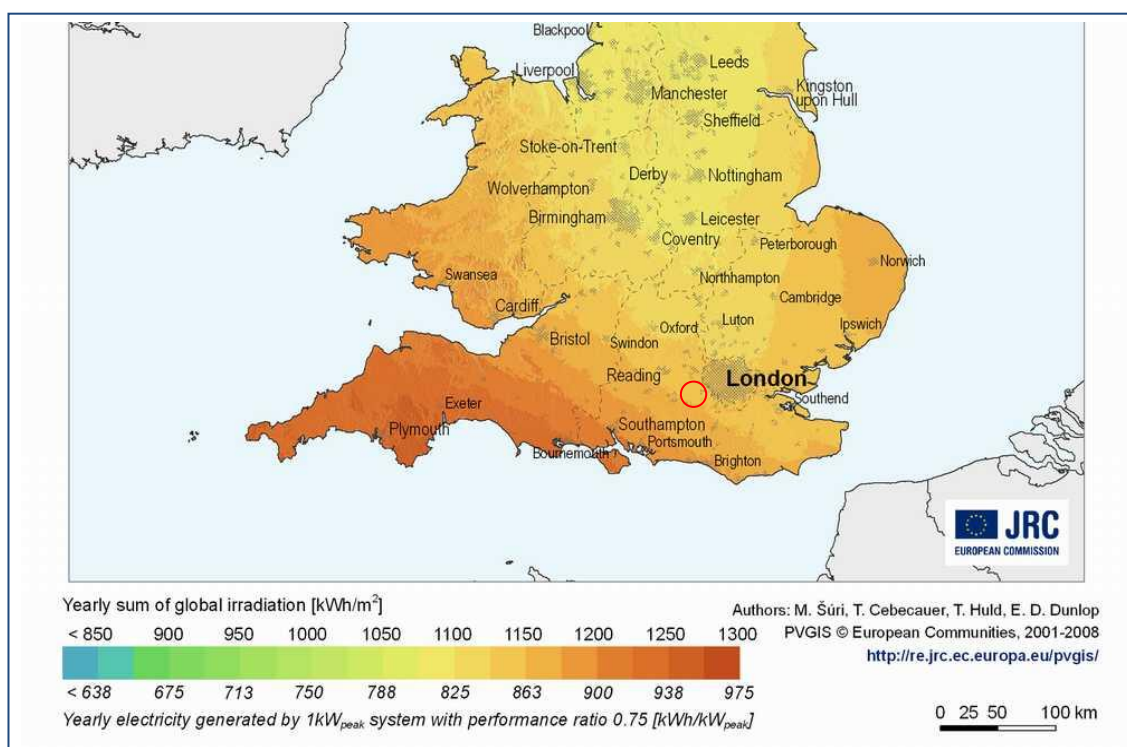 Blackpool
Leeds
Liverpool
Manchester
Kingston
upon Hull
Sheffield
Stoke-on-Trent
Derby
Nottingham
Wolverhampton
Birmingham
Leicester
Coventry
Peterborough
Norwich
Swansea
Northhampton
Cambridge
Cardiff
Oxford
Luton
Ipswich
Bristol
Swindon
Reading
London
Southend
Exeter
Plymouth
Southampton
Portsmouth
Bournemouth
Brighton
JRC
EUROPEAN COMMISSION
Yearly sum of global irradiation [kWh/m²]
< 850 900 950 1000 1050 1100 1150 1200 1250 1300
< 638 675 713 750 788 825 863 900 938 975
Yearly electricity generated by 1kWpeak system with performance ratio 0.75 [kWh/kWpeak]
Authors: M. Šúri, T. Cebecauer, T. Huld, E. D. Dunlop
PVGIS © European Communities, 2001-2008
http://re.jrc.ec.europa.eu/pvgis/
0 25 50 100 km